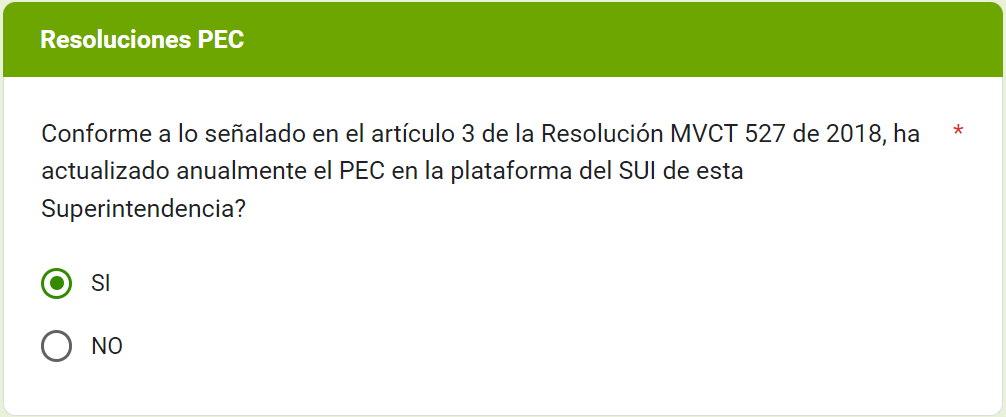 Resoluciones PEC
Conforme a lo señalado en el artículo 3 de la Resolución MVCT 527 de 2018, ha *
actualizado anualmente el PEC en la plataforma del SUI de esta
Superintendencia?
SI
NO